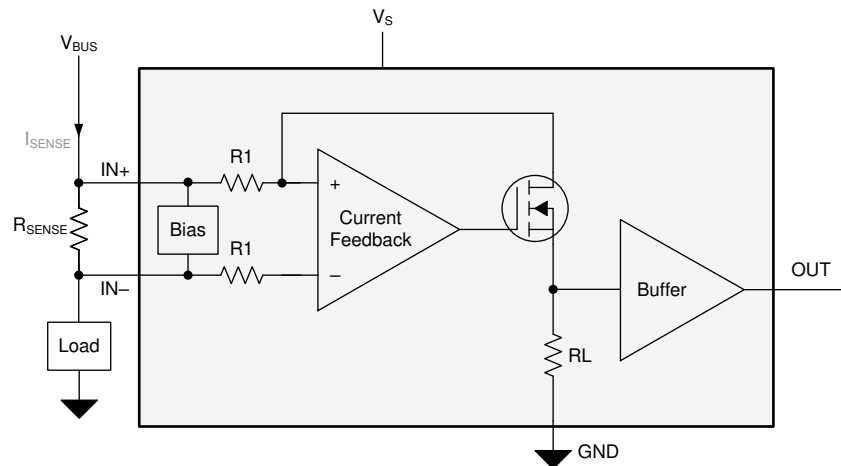 VS
VBUS
ISENSE
IN+
R1
+
RSENSE
Bias
Current
Feedback
R1
–
IN–
Buffer
OUT
Load
RL
GND